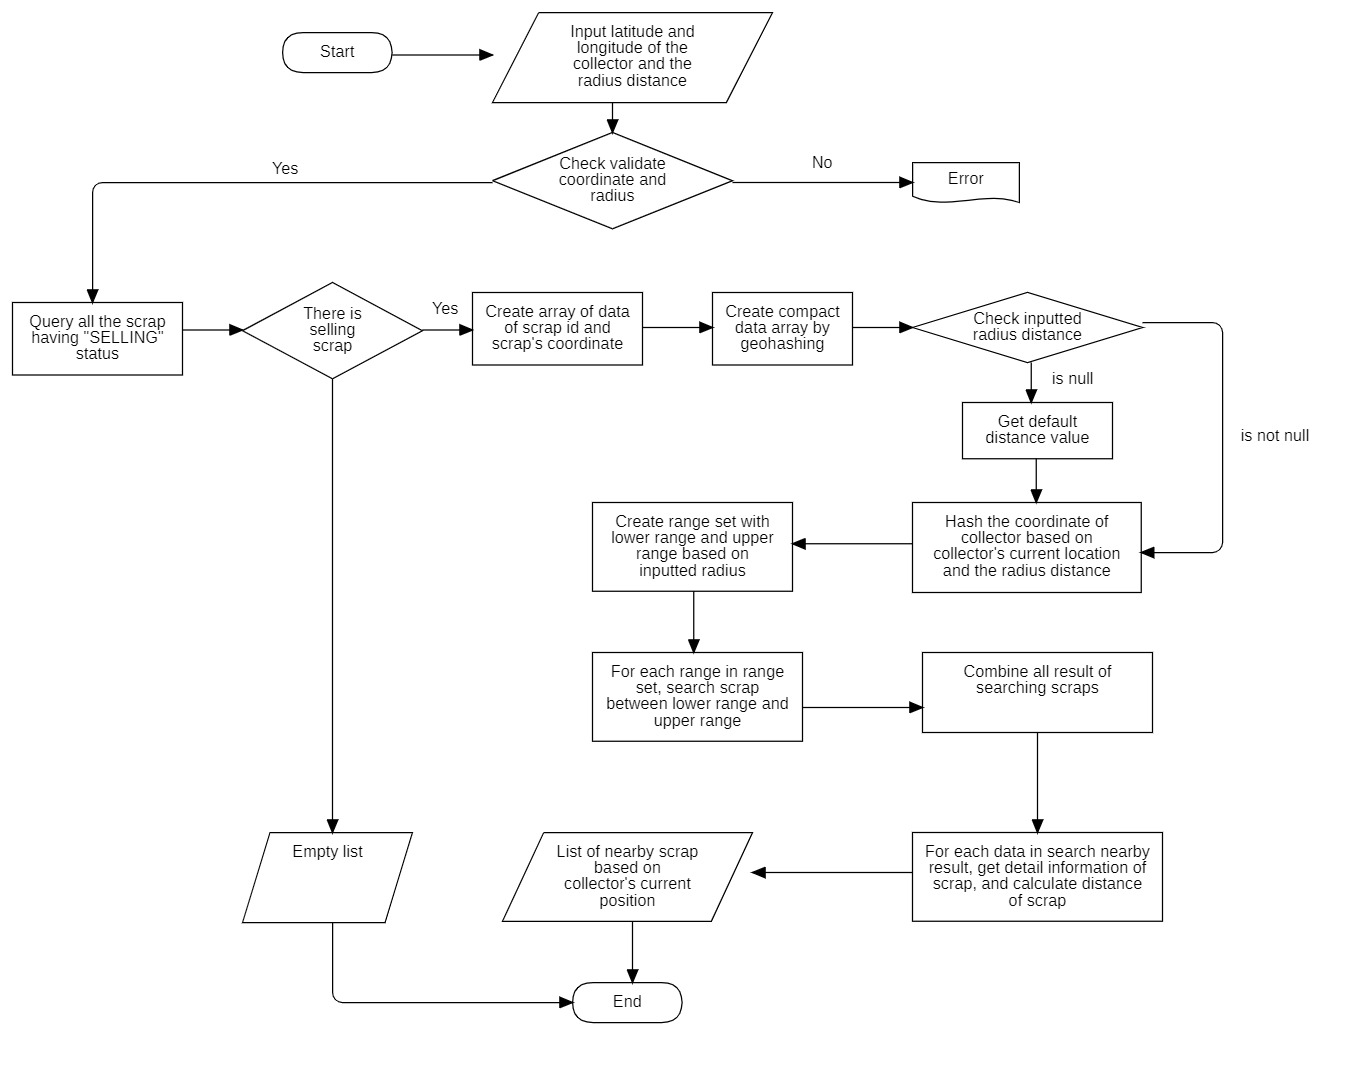 Start
Input latitude and
longitude of the
collector and the
radius distance
Check validate
coordinate and
radius
Yes
No
Error
Query all the scrap
having "SELLING"
status
There is
selling
scrap
Yes
Create array of data
of scrap id and
scrap's coordinate
Create compact
data array by
geohashing
Check inputted
radius distance
is null
is not null
Get default
distance value
Hash the coordinate of
collector based on
collector's current location
and the radius distance
Create range set with
lower range and upper
range based on
inputted radius
For each range in range
set, search scrap
between lower range and
upper range
Combine all result of
searching scraps
For each data in search nearby
result, get detail information of
scrap, and calculate distance
of scrap
List of nearby scrap
based on
collector's current
position
Empty list
End